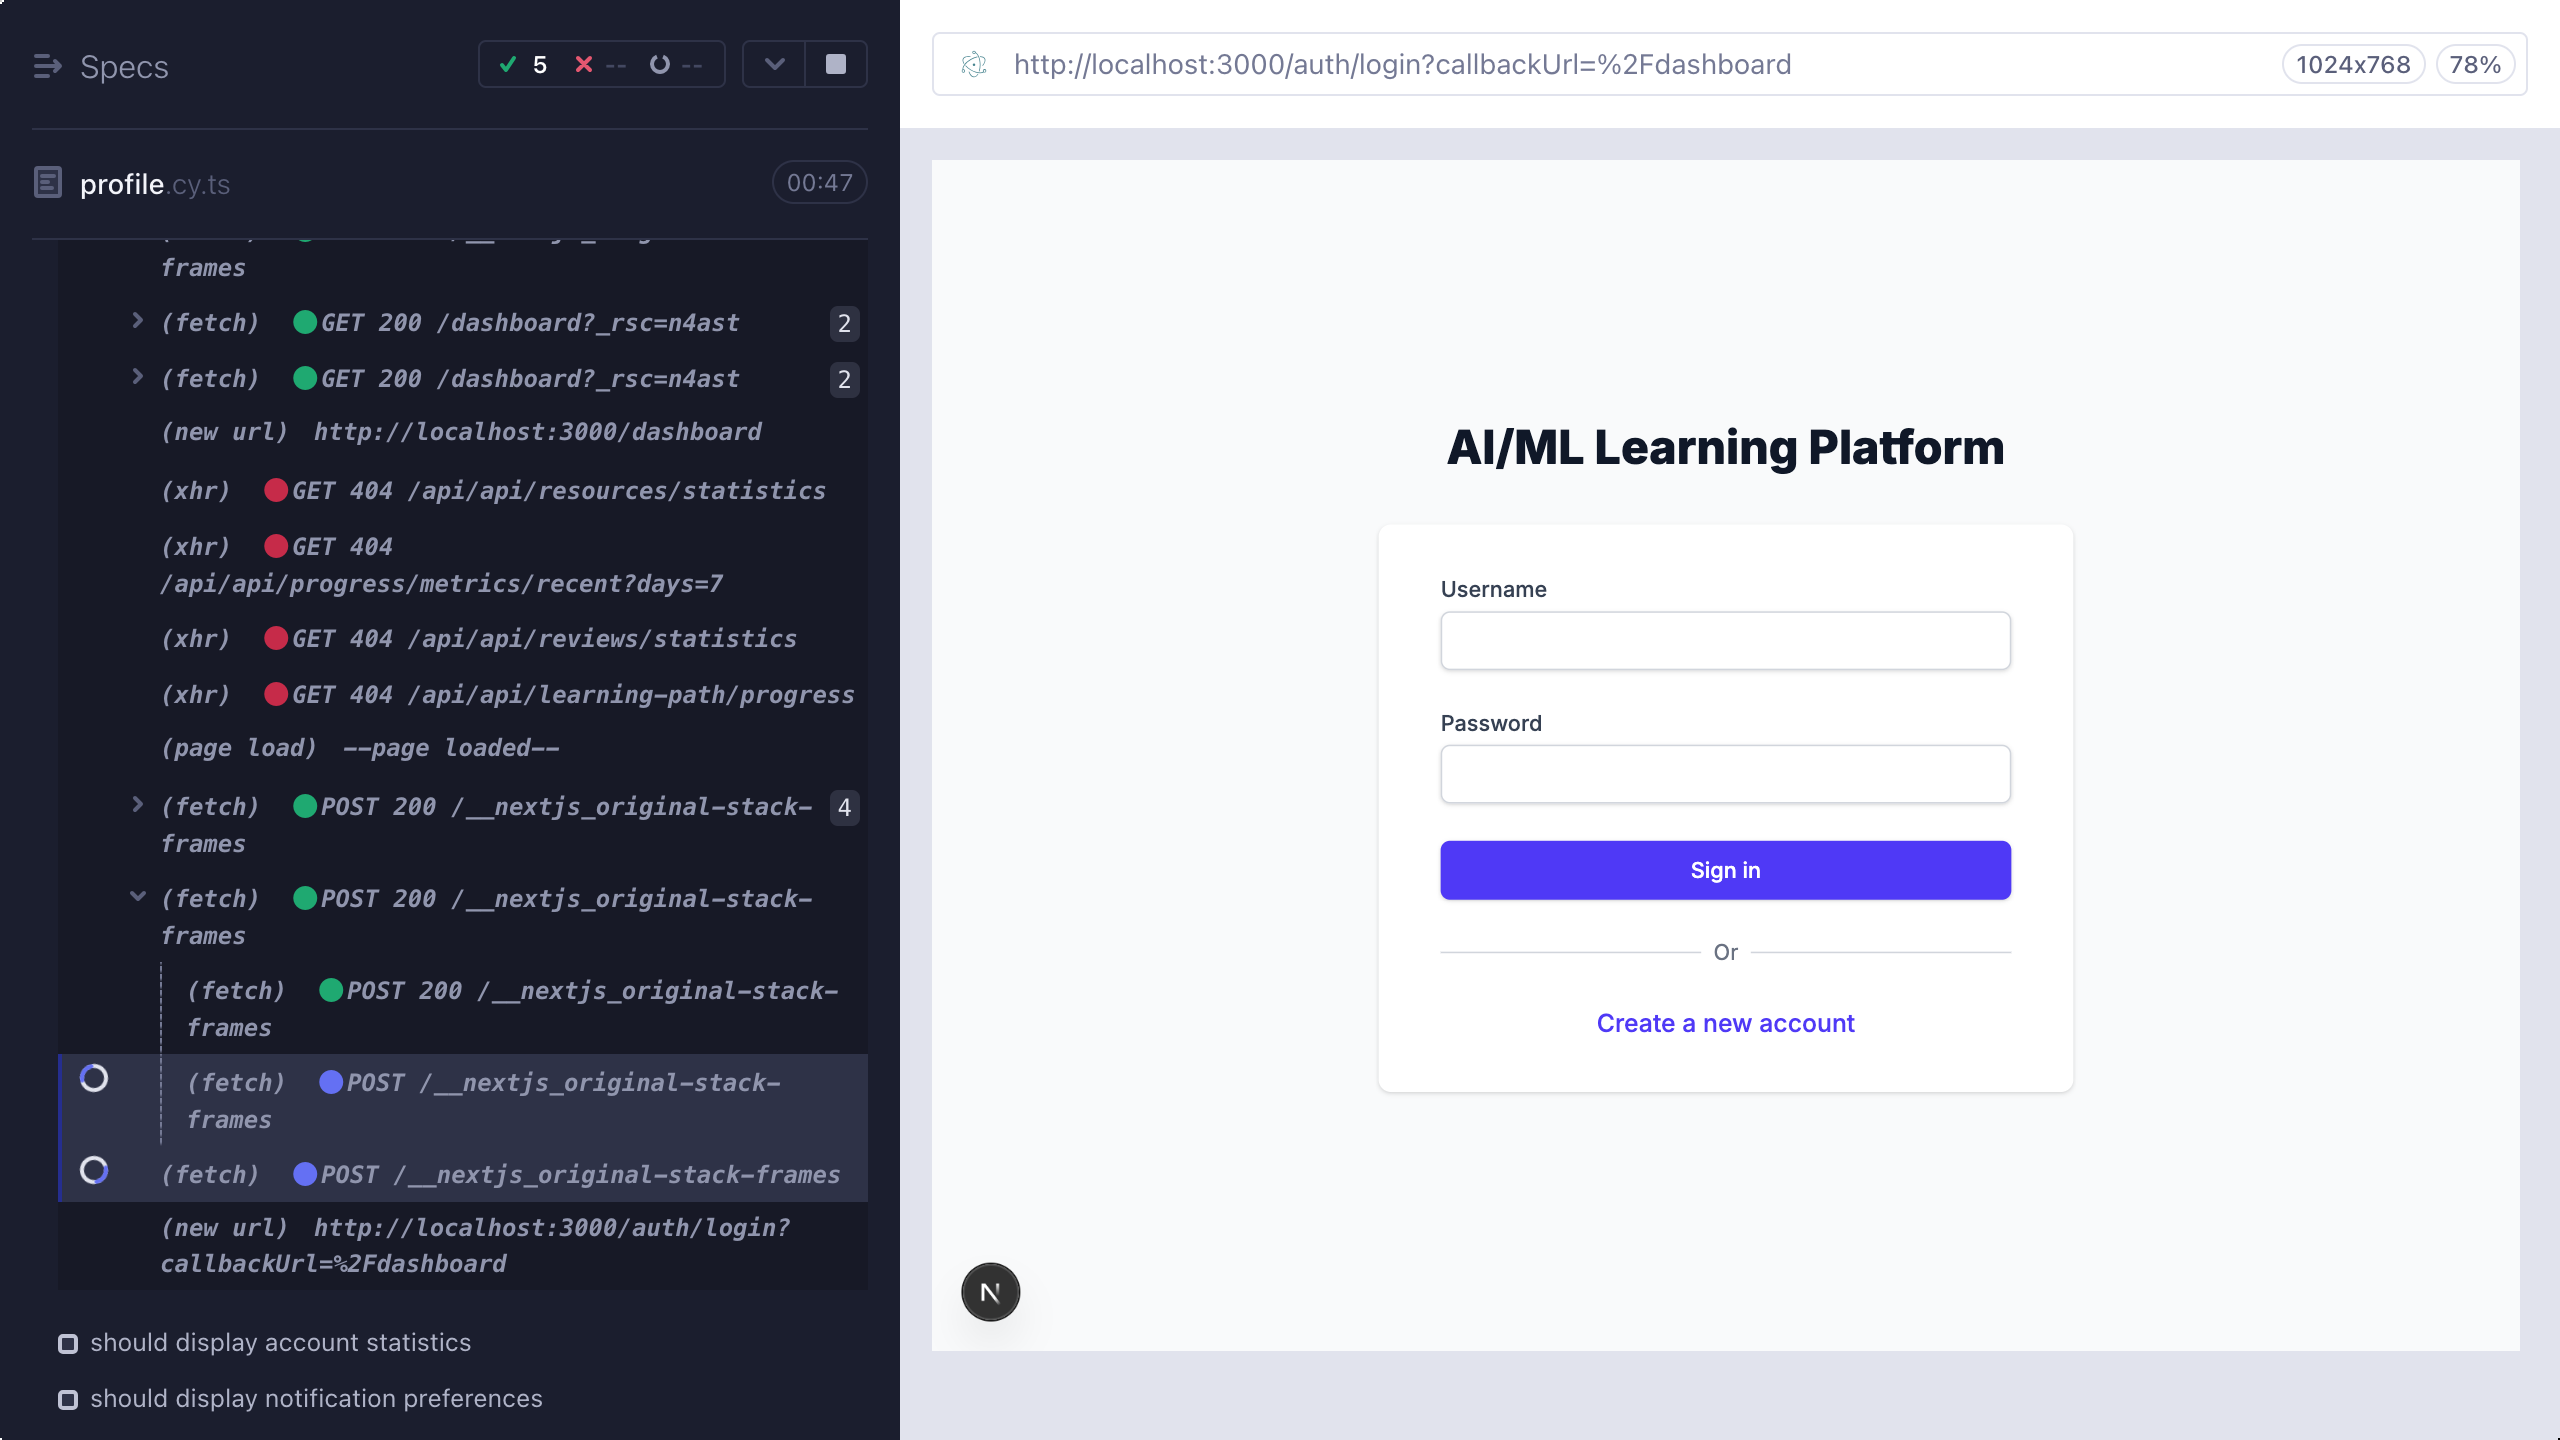 Specs
5
--
--
http://localhost:3000/auth/login?callbackUrl=%2Fdashboard
1024x768
78%
profile.cy.ts
00:47
frames
(fetch) GET 200 /dashboard?_rsc=n4ast 2
(fetch) GET 200 /dashboard?_rsc=n4ast 2
(new url) http://localhost:3000/dashboard
(xhr) GET 404 /api/api/resources/statistics
(xhr) GET 404
/api/api/progress/metrics/recent?days=7
(xhr) GET 404 /api/api/reviews/statistics
(xhr) GET 404 /api/api/learning-path/progress
(page load) --page loaded--
(fetch) POST 200 /__nextjs_original-stack- 4
frames
(fetch) POST 200 /__nextjs_original-stack-
frames
(fetch) POST 200 /__nextjs_original-stack-
frames
(fetch) POST /__nextjs_original-stack-
frames
(fetch) POST /__nextjs_original-stack-frames
(new url) http://localhost:3000/auth/login?
callbackUrl=%2Fdashboard
should display account statistics
should display notification preferences
AI/ML Learning Platform
Username
Password
Sign in
Or
Create a new account
N